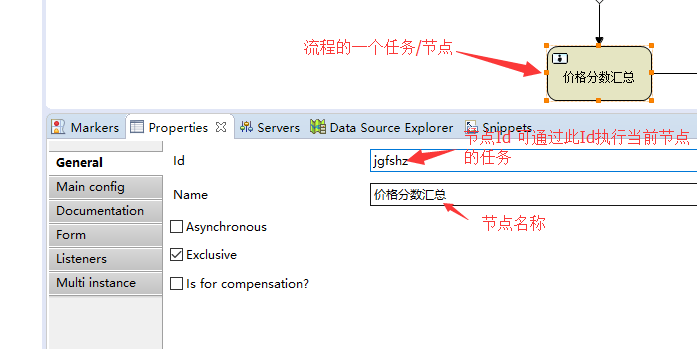 流程的一个任务/节点
价格分数汇总
Markers
Properties
Servers
Data Source Explorer
Snippets
节点Id 可通过此Id执行当前节点
的任务
General
Id
jgfshz
Main config
Name
价格分数汇总
Documentation
节点名称
Asynchronous
Form
Exclusive
Listeners
Is for compensation?
Multi instance